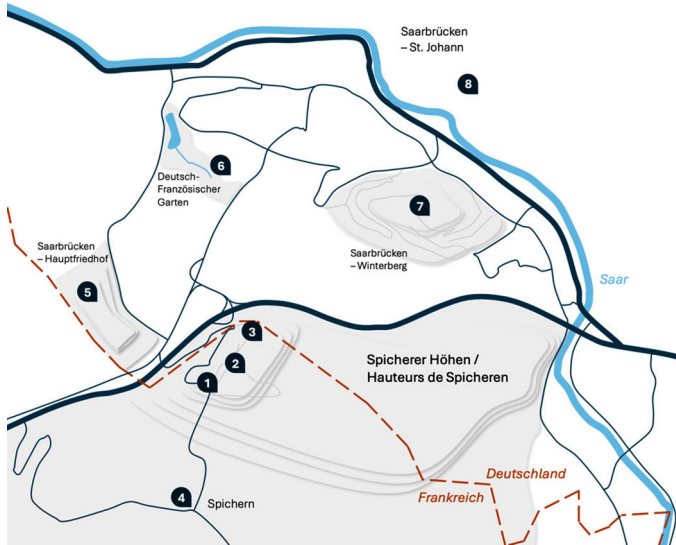 Saarbrücken
– St. Johann
8
6
Deutsch-
Französischer
Garten
7
Saarbrücken
– Winterberg
Saarbrücken
– Hauptfriedhof
5
Saar
3
2
1
Spicherer Höhen /
Hauteurs de Spicheren
Deutschland
Frankreich
4
Spichern